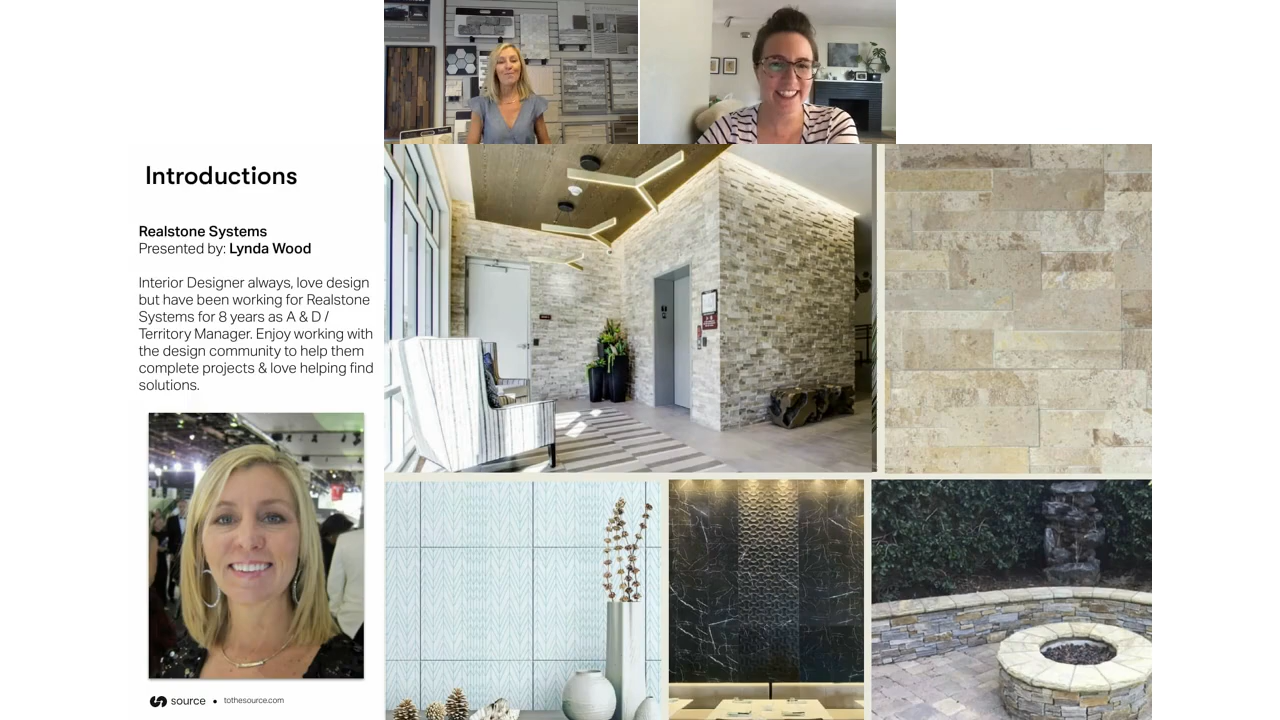 Introductions
Realstone Systems
Presented by: Lynda Wood
Interior Designer always, love design
but have been working for Realstone
Systems for 8 years as A & D /
Territory Manager. Enjoy working with
the design community to help them
complete projects & love helping find
solutions.
source • tothesource.com